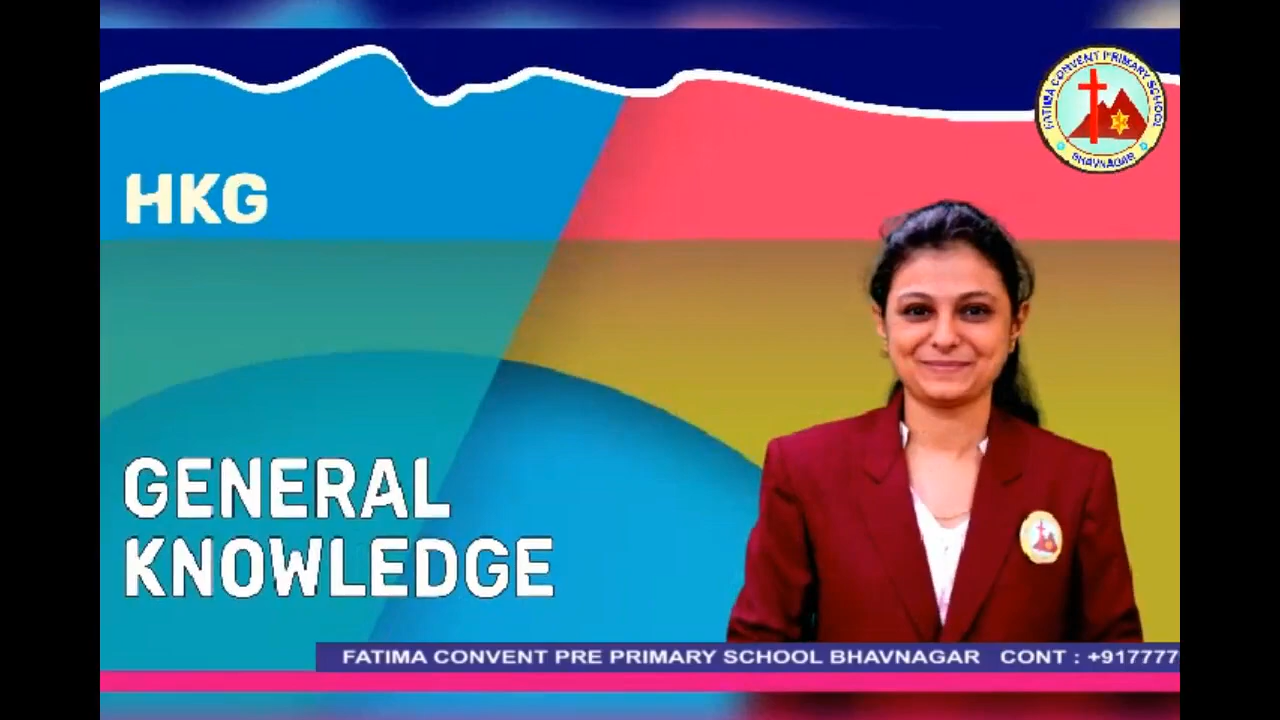 FATIMA CONVENT PRIMARY SCHOOL
BHAVNAGAR
HKG
GENERAL
KNOWLEDGE
FATIMA CONVENT PRE PRIMARY SCHOOL BHAVNAGAR CONT : +917777